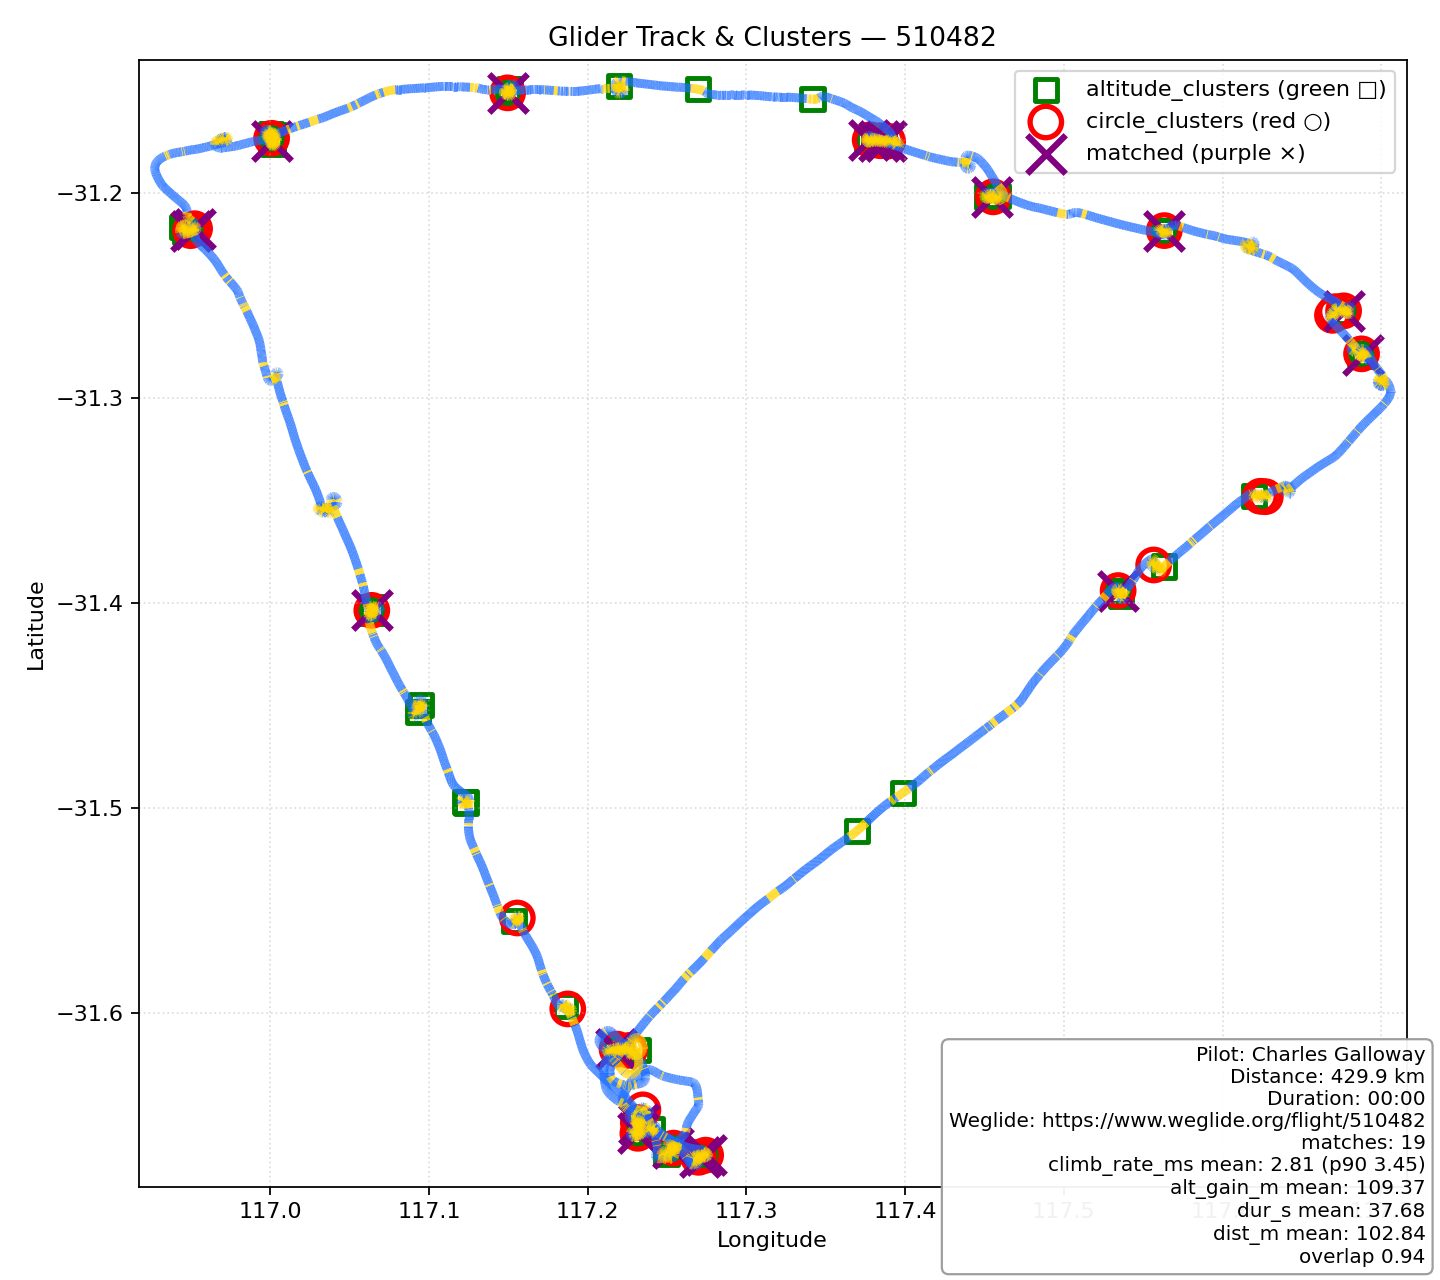 Glider Track & Clusters — 510482
altitude_clusters (green □)
circle_clusters (red ○)
matched (purple ×)
−31.2
−31.3
−31.4
−31.5
−31.6
Latitude
117.0
117.1
117.2
117.3
117.4
117.5
Longitude
Pilot: Charles Galloway
Distance: 429.9 km
Duration: 00:00
Weglide: https://www.weglide.org/flight/510482
matches: 19
climb_rate_ms mean: 2.81 (p90 3.45)
alt_gain_m mean: 109.37
dur_s mean: 37.68
dist_m mean: 102.84
overlap 0.94